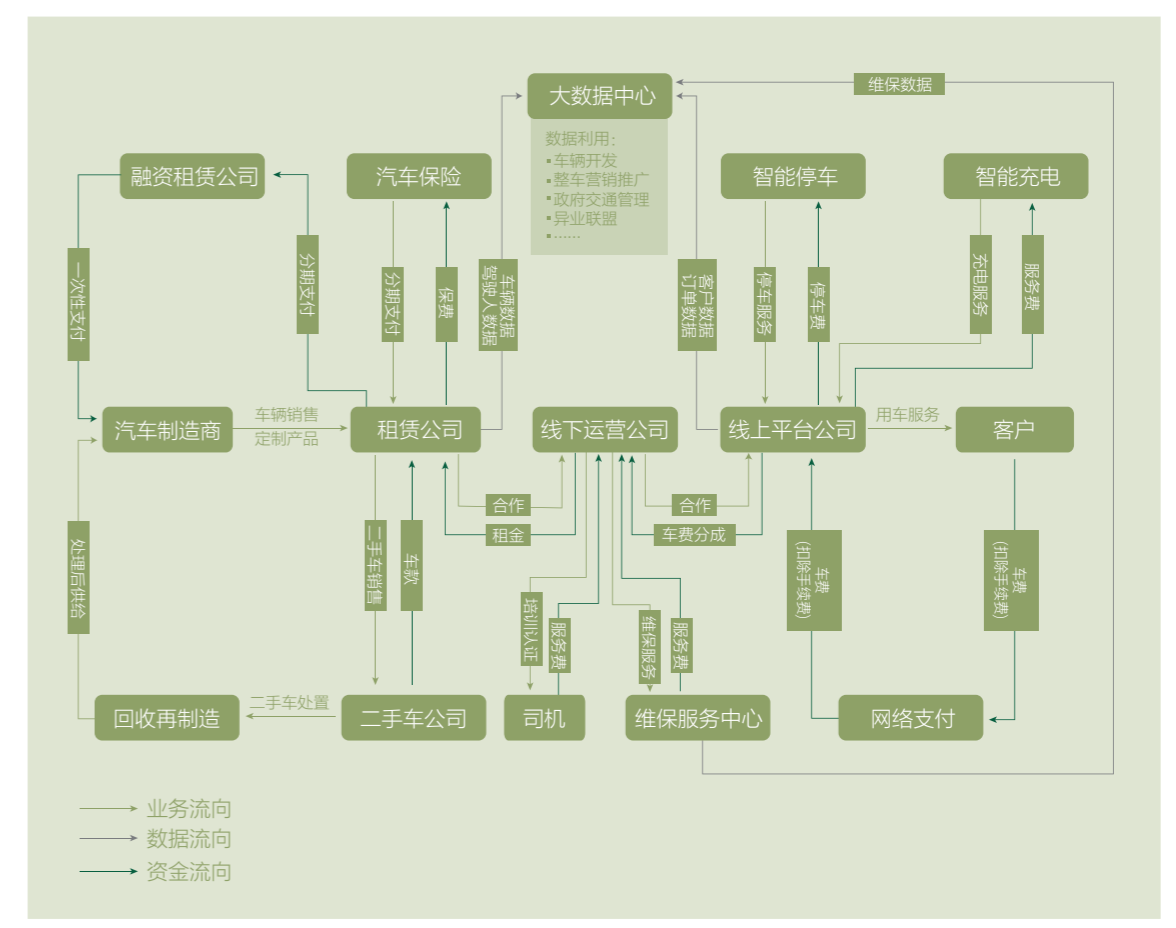 大数据中心
维保数据
数据利用：
▪车辆开发
▪整车营销推广
▪政府交通管理
▪异业联盟
▪······
融资租赁公司
汽车保险
智能停车
智能充电
一次性支付
分期支付
分期支付
保费
车辆数据
驾驶人数据
客户数据
订单数据
停车服务
停车费
充电服务
服务费
汽车制造商
车辆销售
定制产品
租赁公司
线下运营公司
线上平台公司
用车服务
客户
合作
租金
合作
车费分成
处理后供给
二手车销售
车款
培训认证
服务费
维保服务
服务费
车费
(扣除手续费)
车费
(扣除手续费)
回收再制造
二手车处置
二手车公司
司机
维保服务中心
网络支付
业务流向
数据流向
资金流向